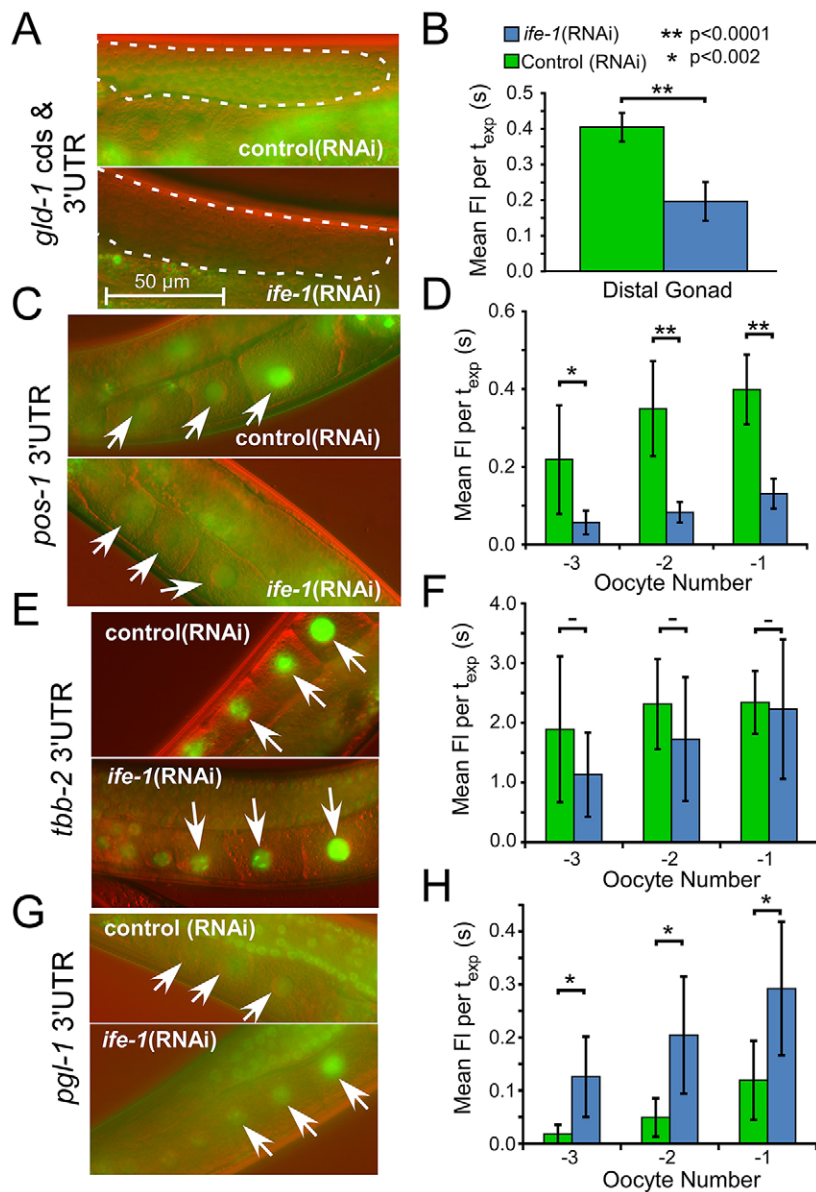 A
gld-1 cds &
3'UTR
control(RNAi)
50 µm
ife-1(RNAi)
B
ife-1(RNAi)
** p<0.0001
Control (RNAi)
* p<0.002
Mean FI per texp (s)
0.5
0.4
0.3
0.2
0.1
0.0
**
Distal Gonad
C
pos-1 3'UTR
control(RNAi)
ife-1(RNAi)
D
Mean FI per texp (s)
0.6
0.4
0.2
0.0
*
**
**
-3
-2
-1
Oocyte Number
E
tbb-2 3'UTR
control(RNAi)
ife-1(RNAi)
F
Mean FI per texp (s)
4.0
3.0
2.0
1.0
0.0
–
–
–
-3
-2
-1
Oocyte Number
G
pgl-1 3'UTR
control (RNAi)
ife-1(RNAi)
H
Mean FI per texp (s)
0.5
0.4
0.3
0.2
0.1
0.0
*
*
*
-3
-2
-1
Oocyte Number